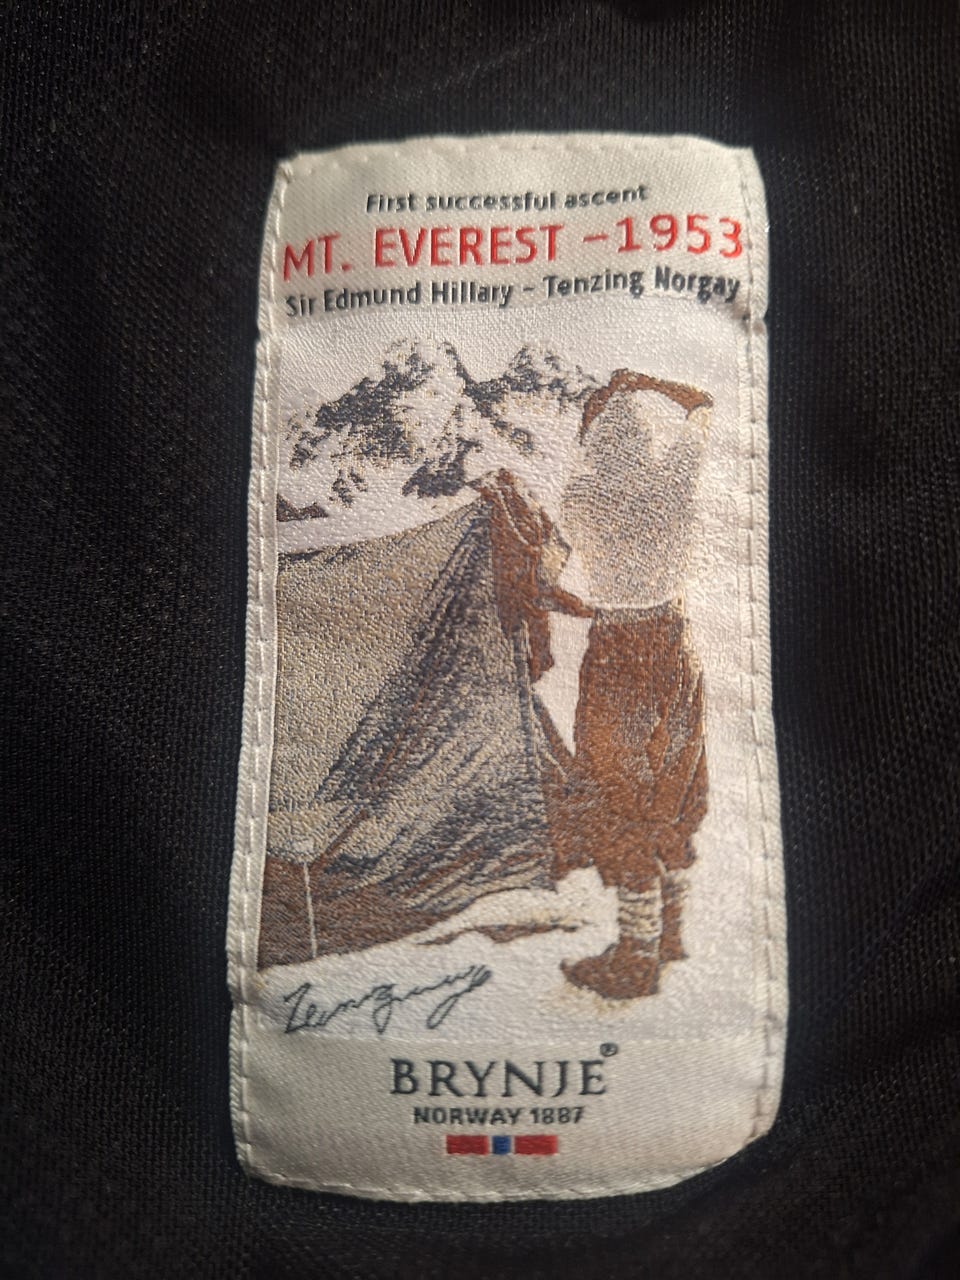 First successful ascent
MT. EVEREST - 1953
Sir Edmund Hillary - Tenzing Norgay
BRYNJE®
NORWAY 1887